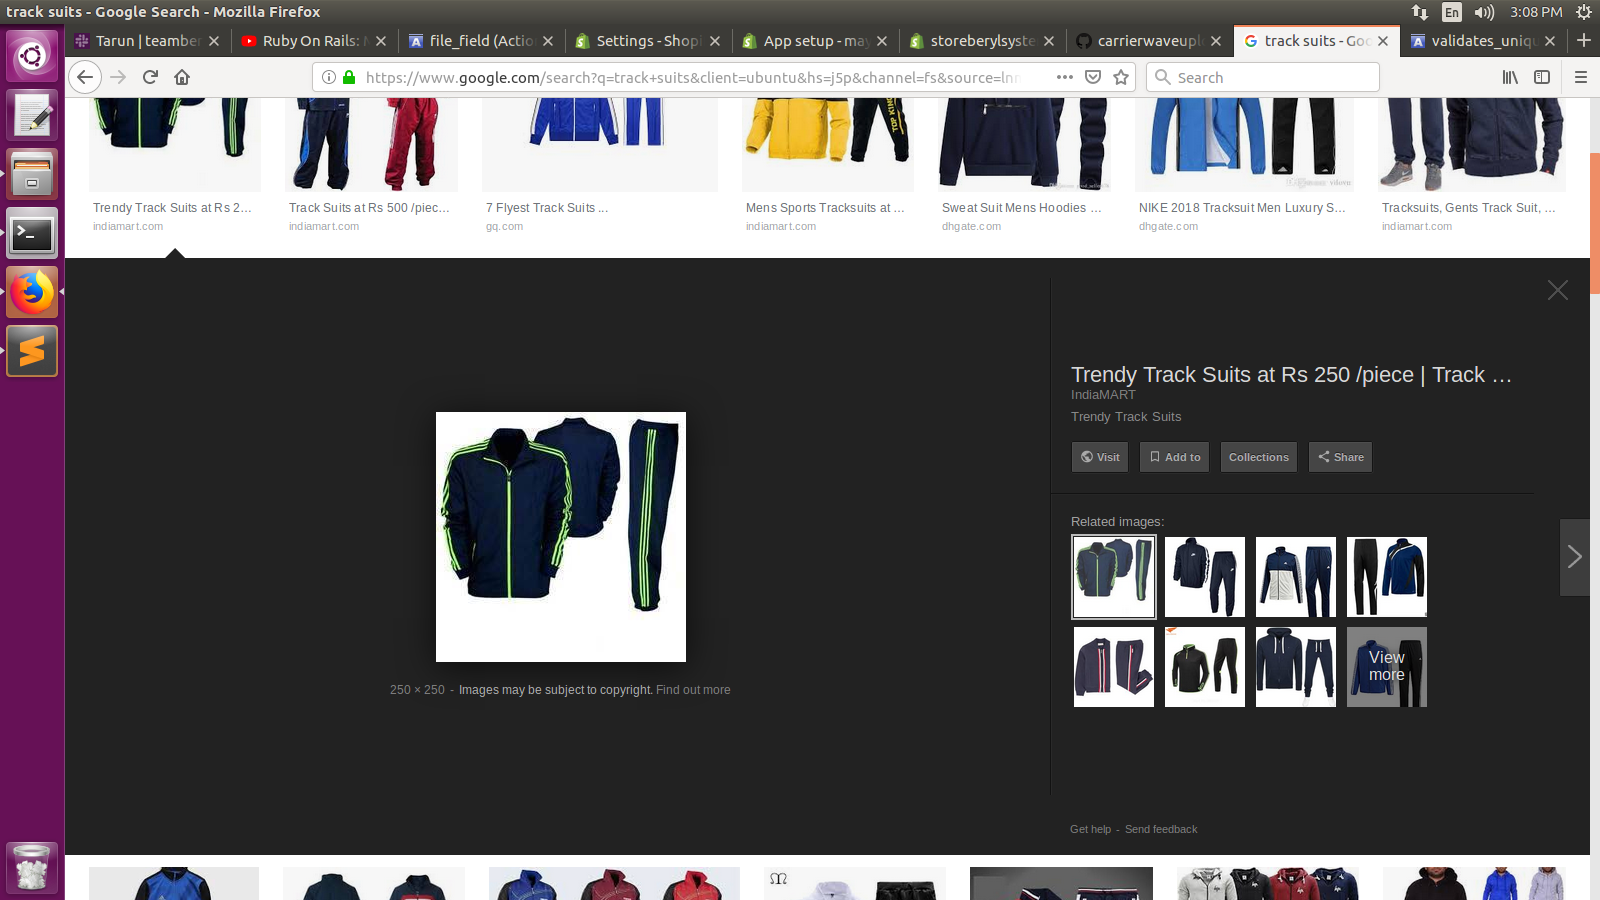 track suits - Google Search - Mozilla Firefox
En
3:08 PM
Tarun | teamber
Ruby On Rails:
file_field (Actio
Settings - Shop
App setup - ma
storeberylsyste
carrierwaveuplo
track suits - Goo
validates_uniqu
https://www.google.com/search?q=track+suits&client=ubuntu&hs=j5p&channel=fs&source=lnm
Search
TOP KING
Trendy Track Suits at Rs 2...
Track Suits at Rs 500 /piec...
7 Flyest Track Suits ...
Mens Sports Tracksuits at ...
Sweat Suit Mens Hoodies ...
NIKE 2018 Tracksuit Men Luxury S...
Tracksuits, Gents Track Suit, ...
indiamart.com
indiamart.com
gq.com
indiamart.com
dhgate.com
dhgate.com
indiamart.com
Trendy Track Suits at Rs 250 /piece | Track ...
IndiaMART
Trendy Track Suits
Visit
Add to
Collections
Share
Related images:
View
more
250 × 250 - Images may be subject to copyright. Find out more
Get help - Send feedback